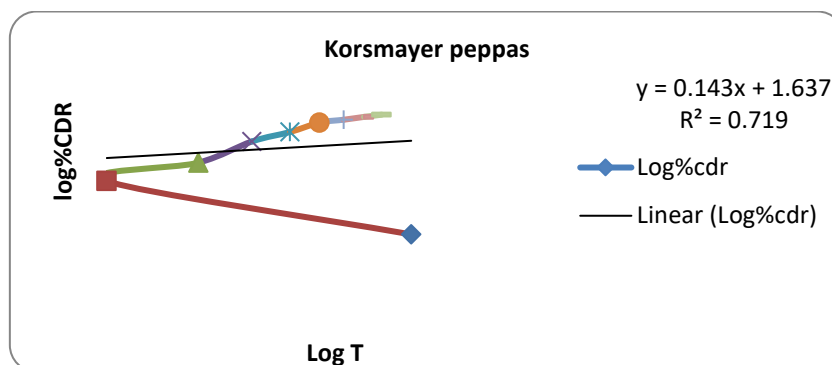 Korsmayer peppas
y = 0.143x + 1.637
R² = 0.719
log%CDR
Log%cdr
Linear (Log%cdr)
Log T